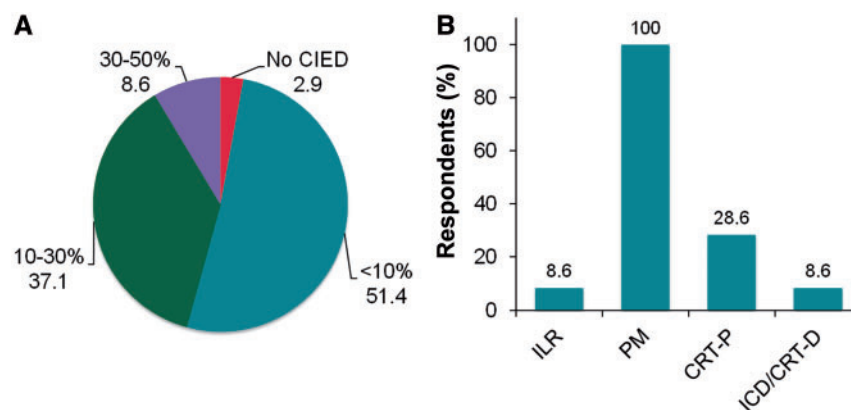 A
30-50%
8.6
No CIED
2.9
10-30%
37.1
<10%
51.4
B
Respondents (%)
100
80
60
40
20
0
8.6
100
28.6
8.6
ILR
PM
CRT-P
ICD/CRT-D